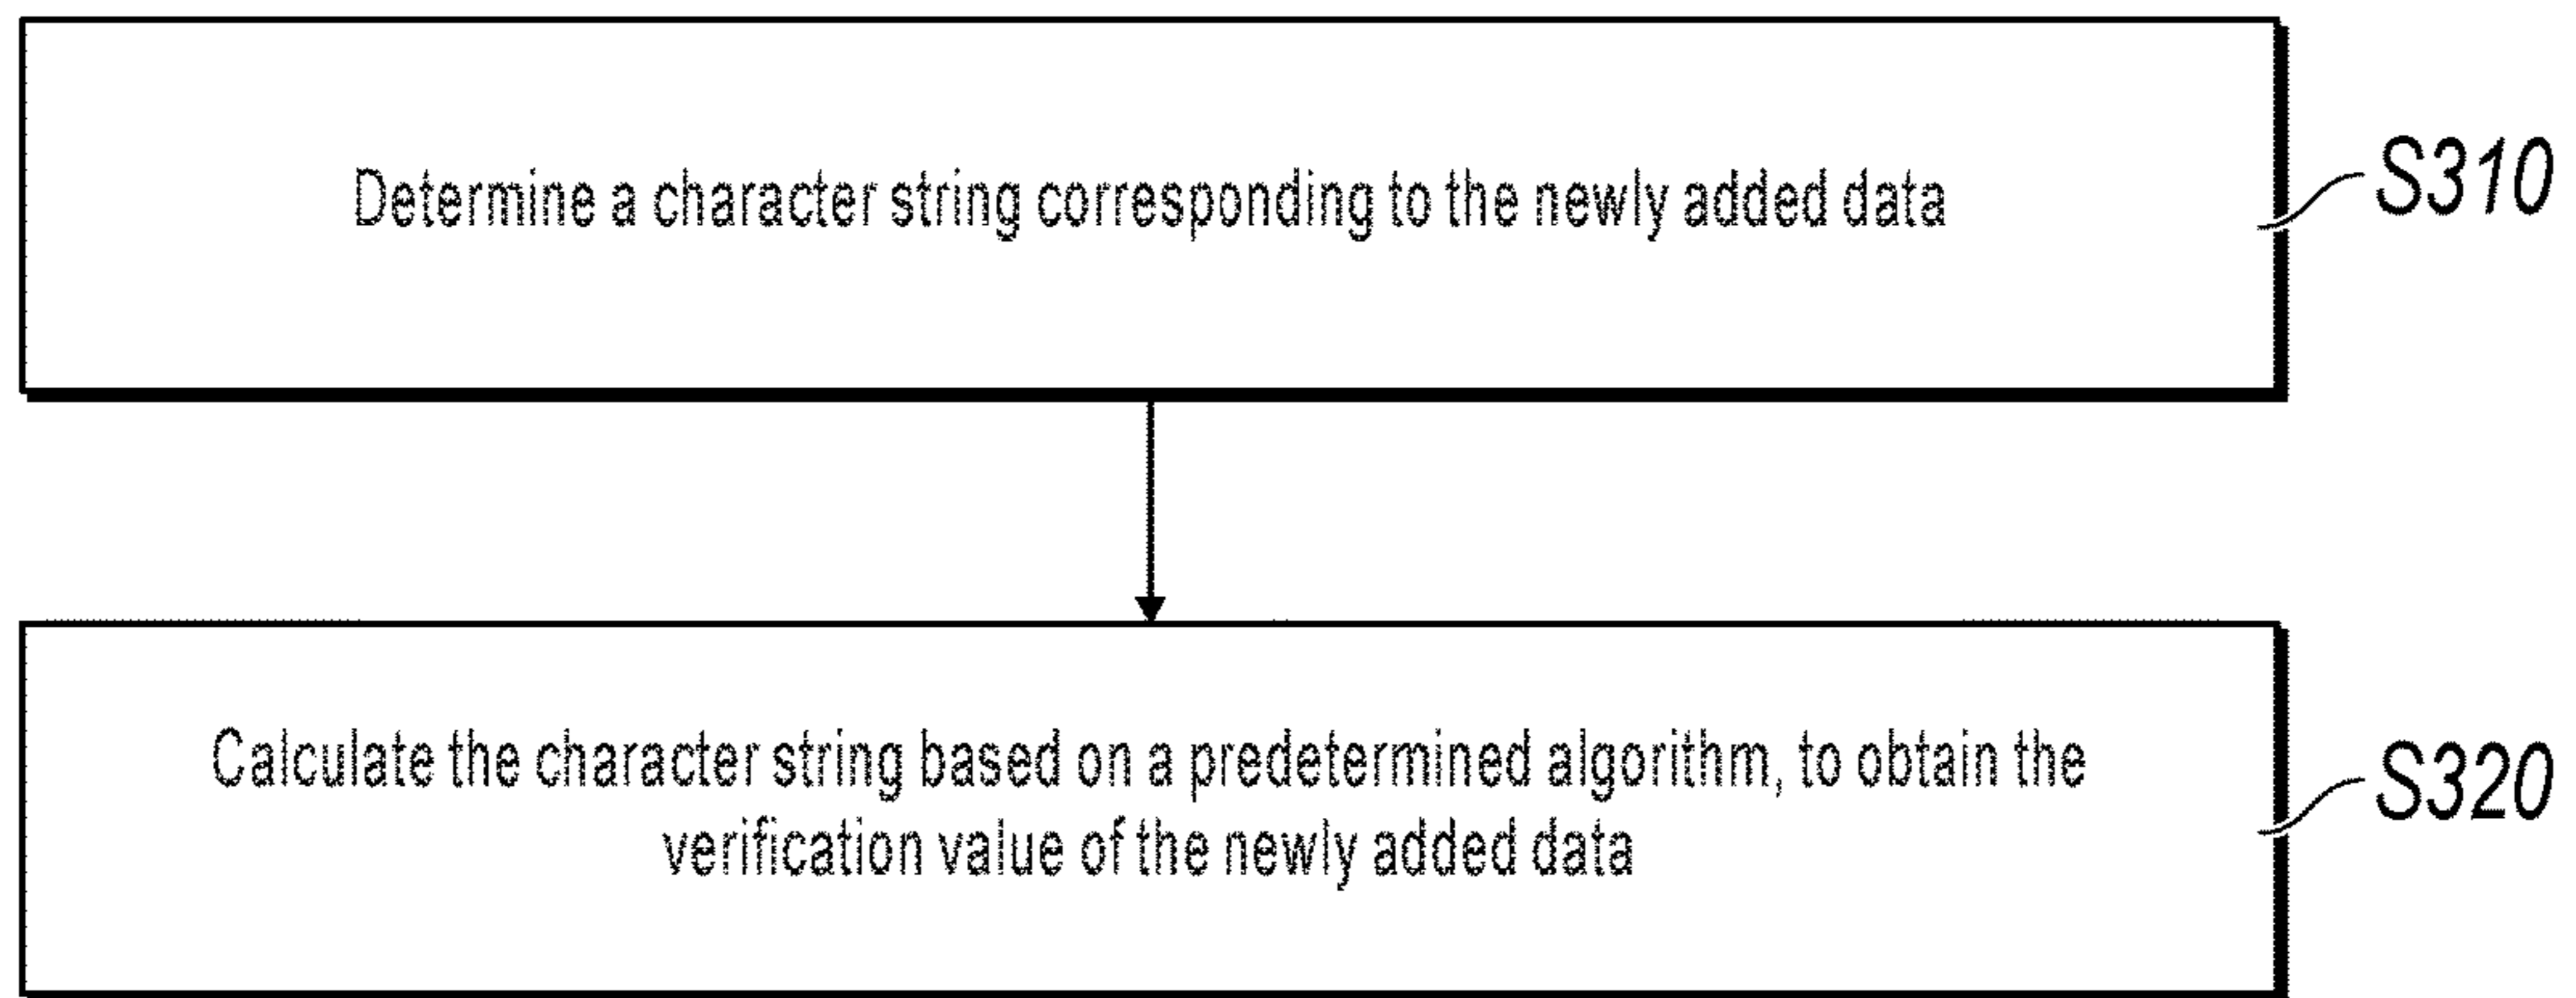 Determine a character string corresponding to the newly added data
S310
Calculate the character string based on a predetermined algorithm, to obtain the
verification value of the newly added data
S320